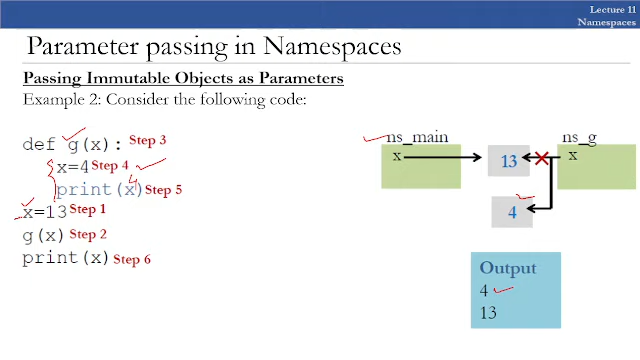 Lecture 11
Namespaces
Parameter passing in Namespaces
Passing Immutable Objects as Parameters
Example 2: Consider the following code:
def g(x): Step 3
x=4 Step 4
4
print(x) Step 5
x=13 Step 1
g(x) Step 2
print(x) Step 6
ns_main
x
13
ns_g
x
4
Output
4
13